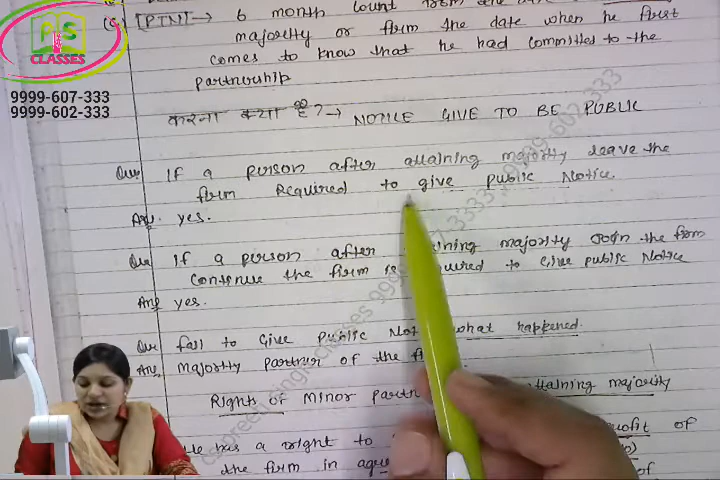 PS
CLASSES
9999-607-333
9999-602-333
(c) [PTN] → 6 month count from the
majority or firm the date when he first
comes to know that he had committed to the
partnership
करना क्या है? → NOTICE GIVE TO BE PUBLIC
Que If a person after attaining majority leave the
firm required to give public Notice.
Ans. yes.
Que If a person after majority join the firm
continue the firm is to Give public Notice
Ans yes.
Que fail to Give Public what happened.
Ans, Majority partner of the
Rights of minor attaining majority
He has a right to profit of
the firm in of